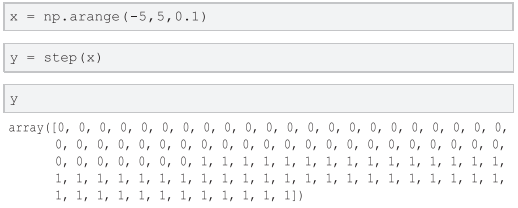 x = np.arange(-5,5,0.1)
y = step(x)
y
array([0, 0, 0, 0, 0, 0, 0, 0, 0, 0, 0, 0, 0, 0, 0, 0, 0, 0, 0, 0, 0, 0,
0, 0, 0, 0, 0, 0, 0, 0, 0, 0, 0, 0, 0, 0, 0, 0, 0, 0, 0, 0, 0, 0,
0, 0, 0, 0, 0, 0, 0, 1, 1, 1, 1, 1, 1, 1, 1, 1, 1, 1, 1, 1, 1, 1,
1, 1, 1, 1, 1, 1, 1, 1, 1, 1, 1, 1, 1, 1, 1, 1, 1, 1, 1, 1, 1, 1,
1, 1, 1, 1, 1, 1, 1, 1, 1, 1, 1, 1])